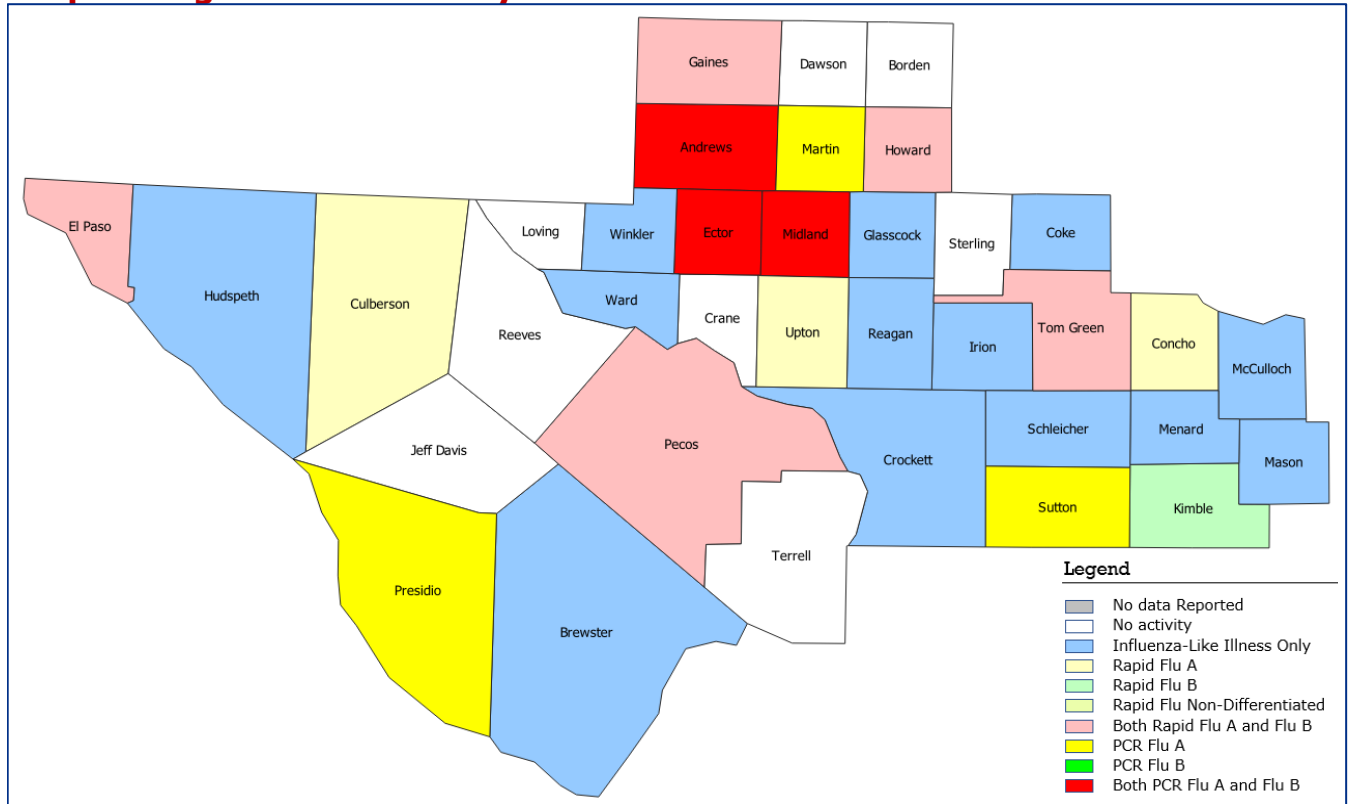 Gaines
Dawson
Borden
Andrews
Martin
Howard
El Paso
Hudspeth
Culberson
Loving
Winkler
Ector
Midland
Glasscock
Sterling
Coke
Reeves
Ward
Crane
Upton
Reagan
Irion
Tom Green
Concho
McCulloch
Jeff Davis
Pecos
Crockett
Schleicher
Menard
Mason
Presidio
Brewster
Terrell
Sutton
Kimble
Legend
No data Reported
No activity
Influenza-Like Illness Only
Rapid Flu A
Rapid Flu B
Rapid Flu Non-Differentiated
Both Rapid Flu A and Flu B
PCR Flu A
PCR Flu B
Both PCR Flu A and Flu B